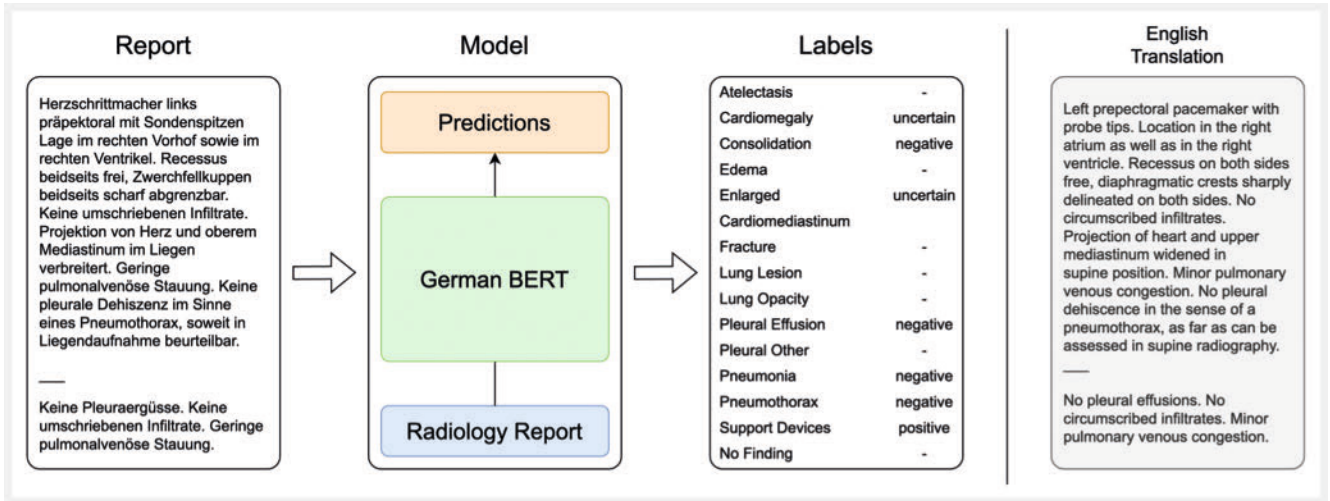 Report
Herzschrittmacher links
präpektoral mit Sondenspitzen
Lage im rechten Vorhof sowie im
rechten Ventrikel. Recessus
beidseits frei, Zwerchfellkuppen
beidseits scharf abgrenzbar.
Keine umschriebenen Infiltrate.
Projektion von Herz und oberem
Mediastinum im Liegen
verbreitert. Geringe
pulmonalvenöse Stauung. Keine
pleurale Dehiszenz im Sinne
eines Pneumothorax, soweit in
Liegendaufnahme beurteilbar.
Keine Pleuraergüsse. Keine
umschriebenen Infiltrate. Geringe
pulmonalvenöse Stauung.
Model
Predictions
German BERT
Radiology Report
Labels
Atelectasis -
Cardiomegaly uncertain
Consolidation negative
Edema -
Enlarged uncertain
Cardiomediastinum
Fracture -
Lung Lesion -
Lung Opacity -
Pleural Effusion negative
Pleural Other -
Pneumonia negative
Pneumothorax negative
Support Devices positive
No Finding -
English
Translation
Left prepectoral pacemaker with
probe tips. Location in the right
atrium as well as in the right
ventricle. Recessus on both sides
free, diaphragmatic crests sharply
delineated on both sides. No
circumscribed infiltrates.
Projection of heart and upper
mediastinum widened in
supine position. Minor pulmonary
venous congestion. No pleural
dehiscence in the sense of a
pneumothorax, as far as can be
assessed in supine radiography.
No pleural effusions. No
circumscribed infiltrates. Minor
pulmonary venous congestion.